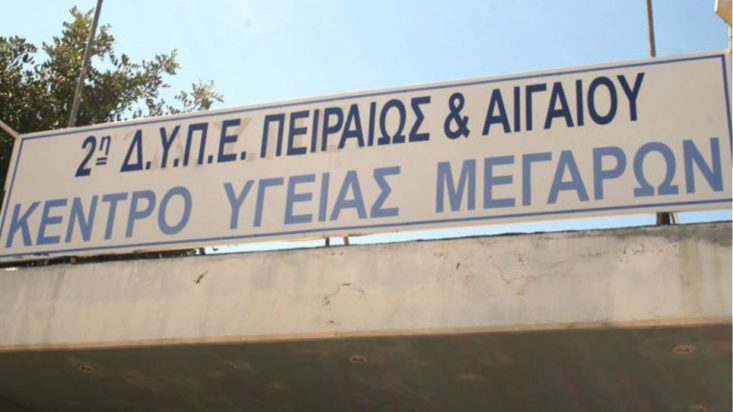 2η Δ.Υ.Π.Ε. ΠΕΙΡΑΙΩΣ & ΑΙΓΑΙΟΥ
ΚΕΝΤΡΟ ΥΓΕΙΑΣ ΜΕΓΑΡΩΝ